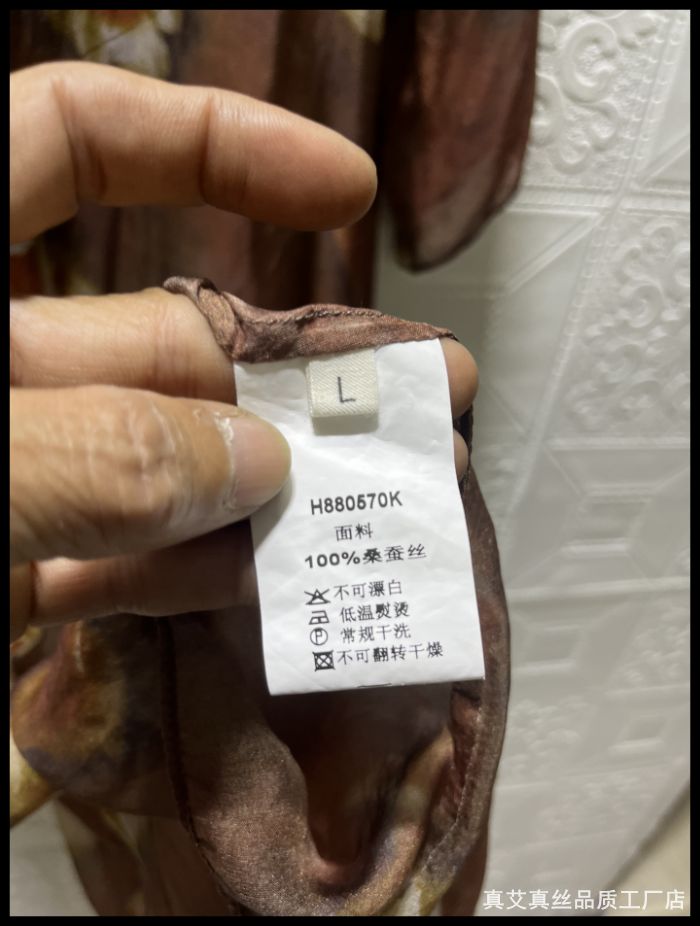 L
H880570K
面料
100%桑蚕丝
不可漂白
低温熨烫
P 常规干洗
不可翻转干燥
真艾真丝品质工厂店